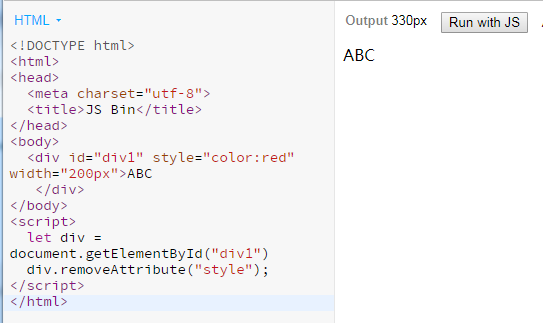 HTML
Output 330px Run with JS
<!DOCTYPE html>
<html>
<head>
  <meta charset="utf-8">
  <title>JS Bin</title>
</head>
<body>
  <div id="div1" style="color:red"
width="200px">ABC
   </div>
</body>
<script>
  let div =
document.getElementById("div1")
  div.removeAttribute("style");
</script>
</html>
ABC